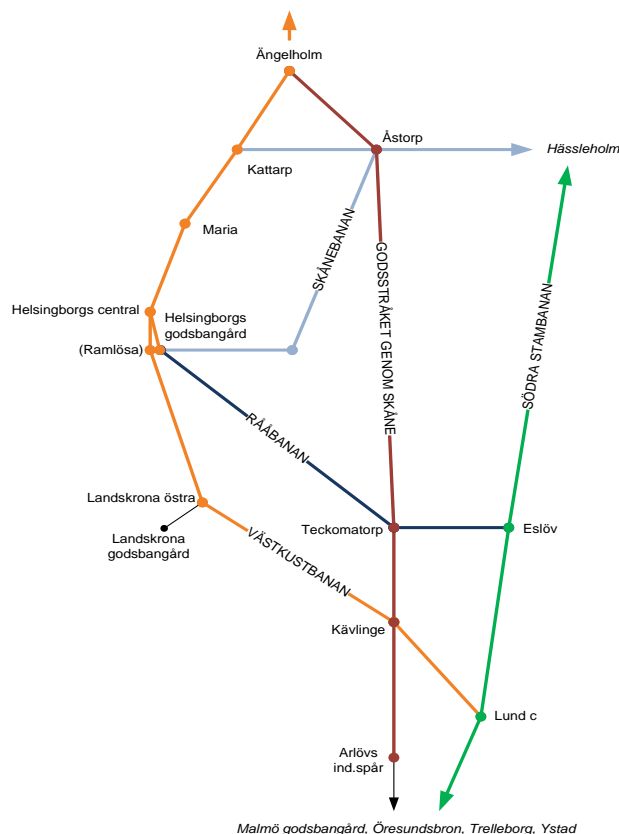 Ängelholm
Åstorp
Hässleholm
Kattarp
Maria
SKÅNEBANAN
GODSSTRÅKET GENOM SKÅNE
SÖDRA STAMBANAN
Helsingborgs central
Helsingborgs
godsbangård
(Ramlösa)
RÅÅBANAN
Landskrona östra
Landskrona
godsbangård
VÄSTKUSTBANAN
Teckomatorp
Eslöv
Kävlinge
Lund c
Arlövs
ind.spår
Malmö godsbangård, Öresundsbron, Trelleborg, Ystad